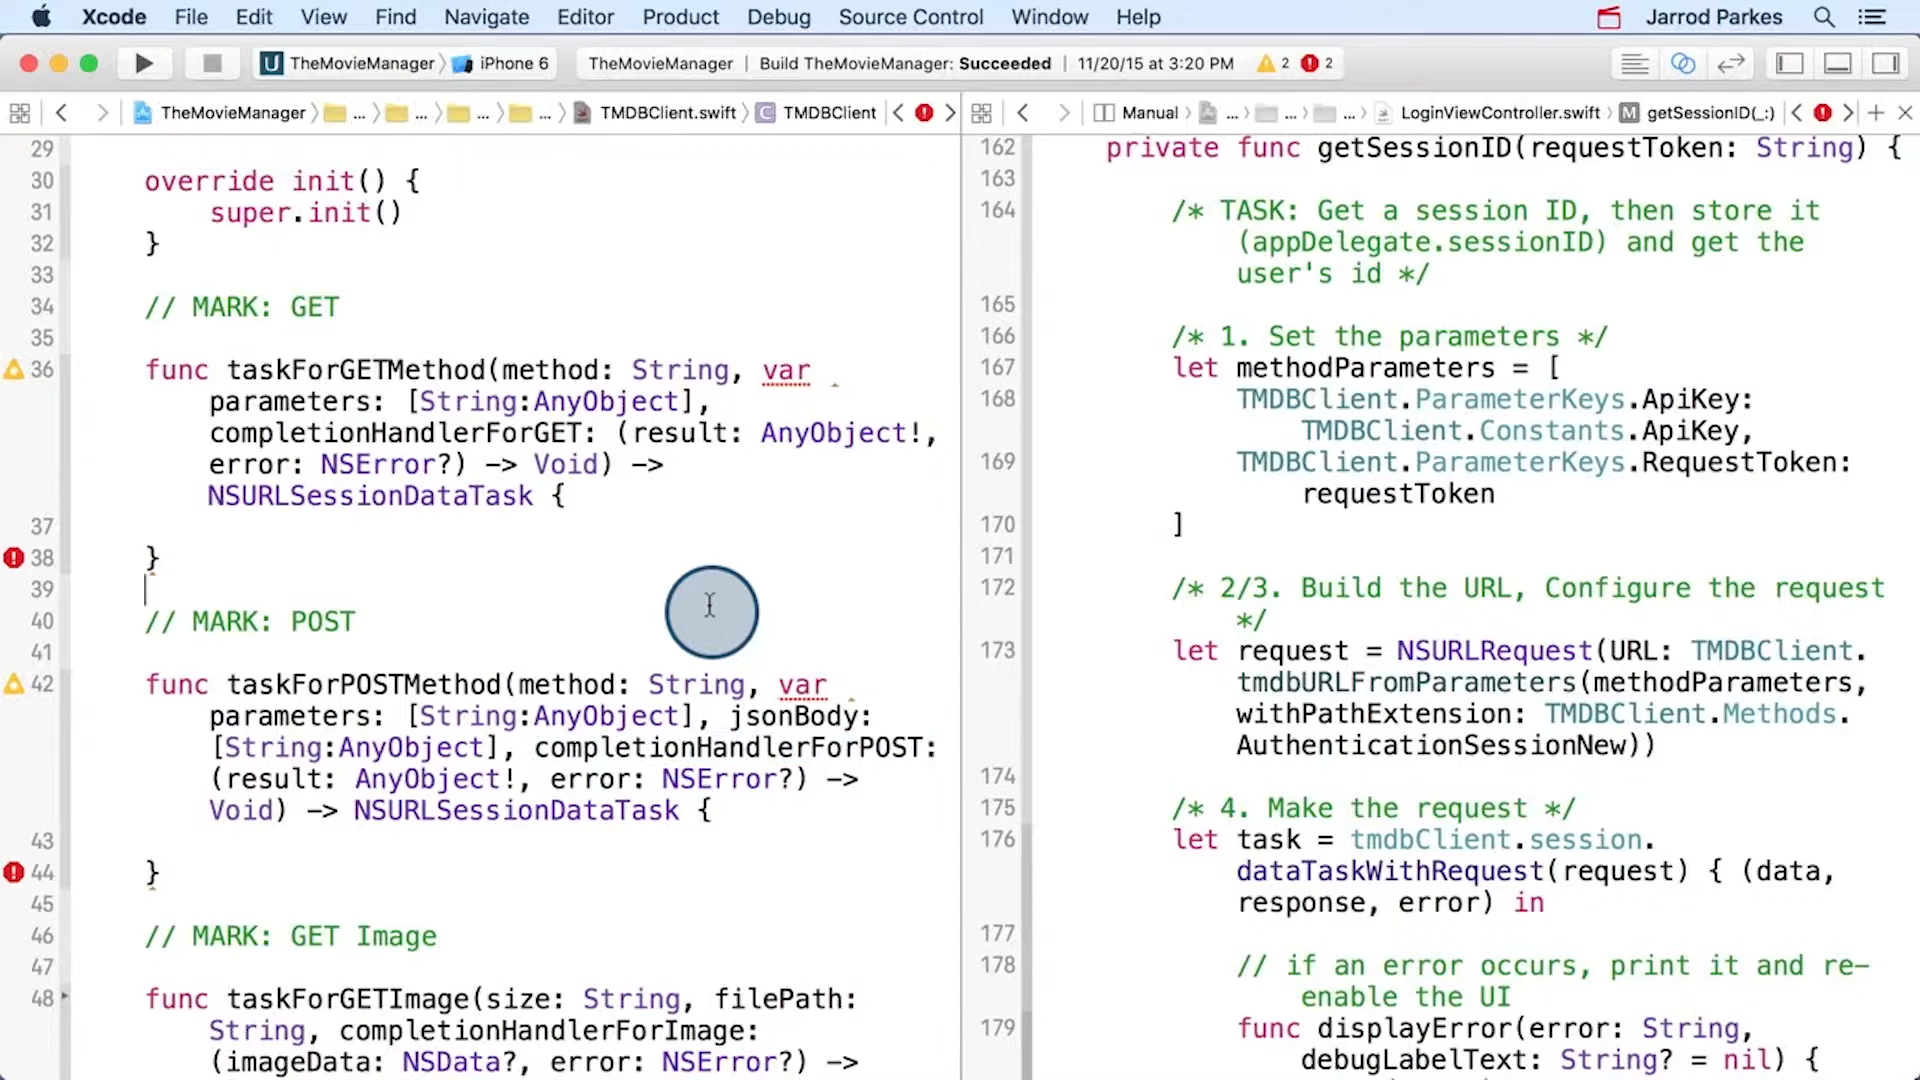 Xcode File Edit View Find Navigate Editor Product Debug Source Control Window Help Jarrod Parkes
TheMovieManager iPhone 6 TheMovieManager | Build TheMovieManager: Succeeded | 11/20/15 at 3:20 PM 2 2
TheMovieManager ... ... ... ... TMDBClient.swift TMDBClient
Manual ... ... ... LoginViewController.swift M getSessionID(_:)
29
30 override init() {
31 super.init()
32 }
33
34 // MARK: GET
35
36 func taskForGETMethod(method: String, var
parameters: [String:AnyObject],
completionHandlerForGET: (result: AnyObject!,
error: NSError?) -> Void) ->
NSURLSessionDataTask {
37
38 }
39
40 // MARK: POST
41
42 func taskForPOSTMethod(method: String, var
parameters: [String:AnyObject], jsonBody:
[String:AnyObject], completionHandlerForPOST:
(result: AnyObject!, error: NSError?) ->
Void) -> NSURLSessionDataTask {
43
44 }
45
46 // MARK: GET Image
47
48 func taskForGETImage(size: String, filePath:
String, completionHandlerForImage:
(imageData: NSData?, error: NSError?) ->
162 private func getSessionID(requestToken: String) {
163
164 /* TASK: Get a session ID, then store it
(appDelegate.sessionID) and get the
user's id */
165
166 /* 1. Set the parameters */
167 let methodParameters = [
168 TMDBClient.ParameterKeys.ApiKey:
TMDBClient.Constants.ApiKey,
169 TMDBClient.ParameterKeys.RequestToken:
requestToken
170 ]
171
172 /* 2/3. Build the URL, Configure the request
*/
173 let request = NSURLRequest(URL: TMDBClient.
tmdbURLFromParameters(methodParameters,
withPathExtension: TMDBClient.Methods.
AuthenticationSessionNew))
174
175 /* 4. Make the request */
176 let task = tmdbClient.session.
dataTaskWithRequest(request) { (data,
response, error) in
177
178 // if an error occurs, print it and re-
enable the UI
179 func displayError(error: String,
debugLabelText: String? = nil) {